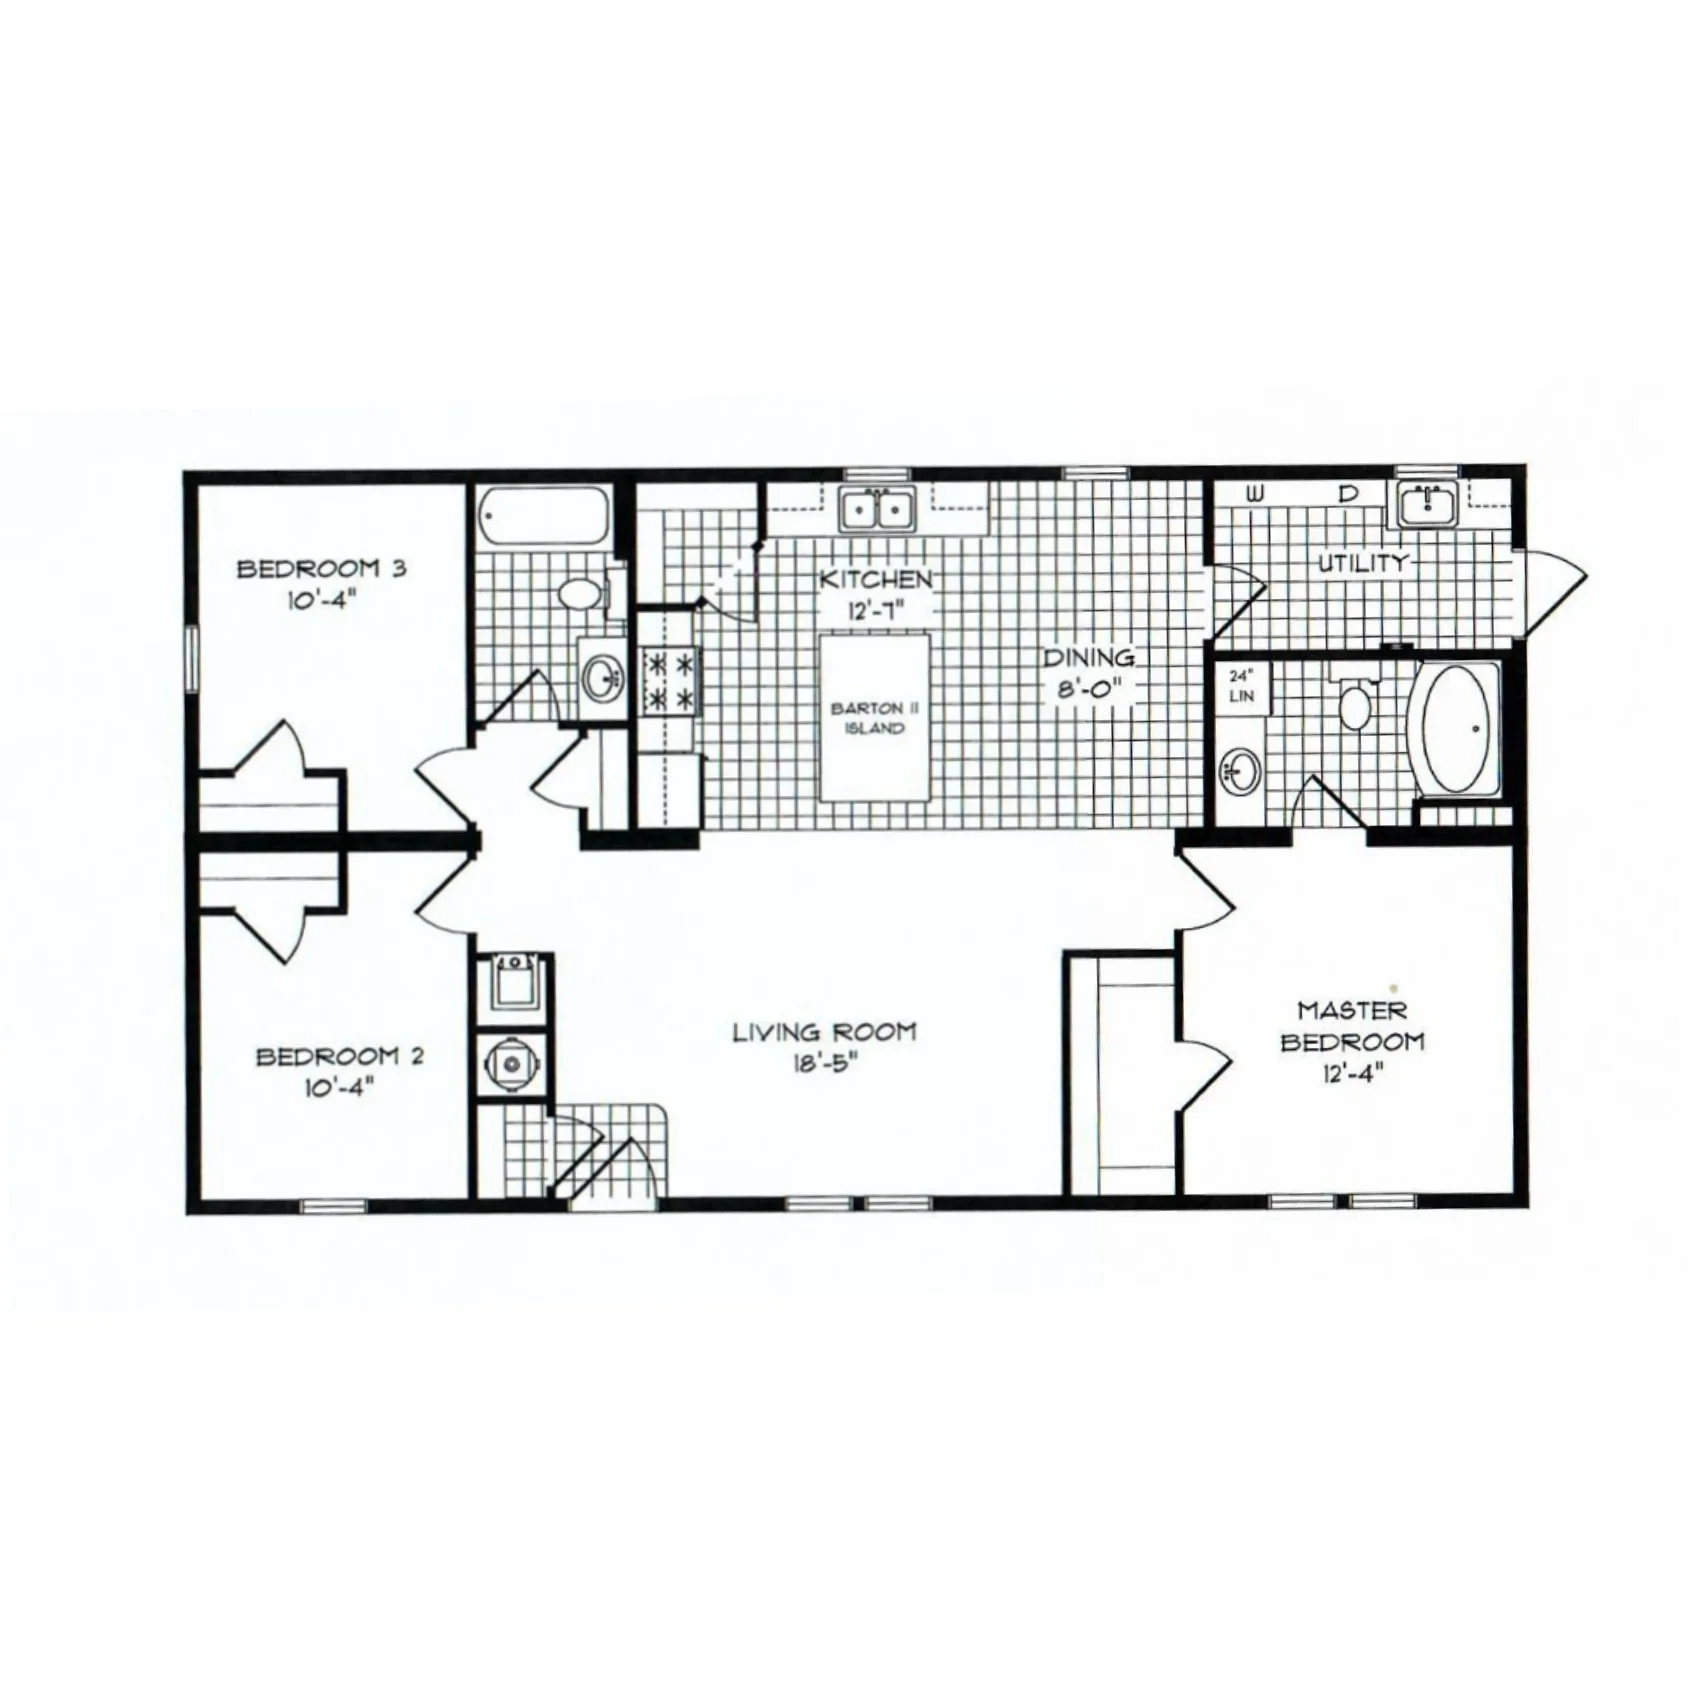 BEDROOM 3
10'-4"
KITCHEN
12'-7"
BARTON II
ISLAND
DINING
8'-0"
W
D
UTILITY
24"
LIN
BEDROOM 2
10'-4"
LIVING ROOM
18'-5"
MASTER
BEDROOM
12'-4"